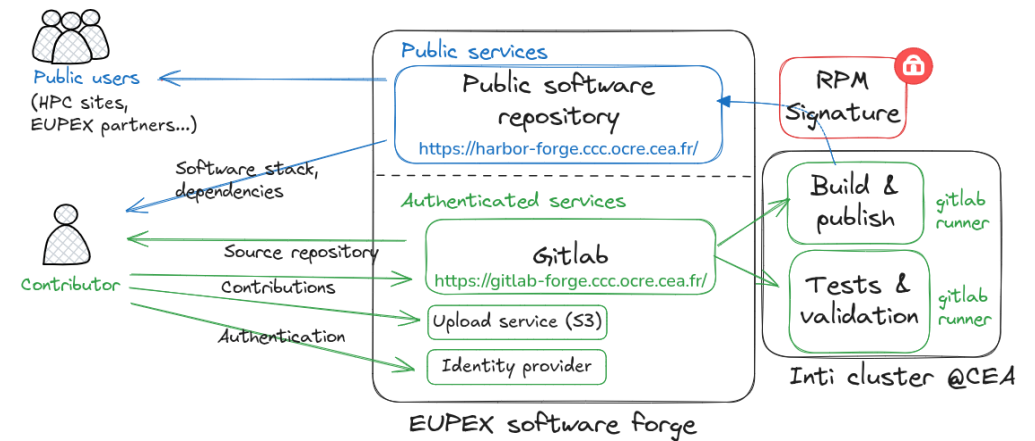 Public users
(HPC sites,
EUPEX partners...)
Software stack,
dependencies
Contributor
Source repository
Contributions
Authentication
Public services
Public software
repository
https://harbor-forge.ccc.ocre.cea.fr/
Authenticated services
Gitlab
https://gitlab-forge.ccc.ocre.cea.fr/
Upload service (S3)
Identity provider
EUPEX software forge
RPM
Signature
Build &
publish
gitlab
runner
Tests &
validation
gitlab
runner
Inti cluster @CEA